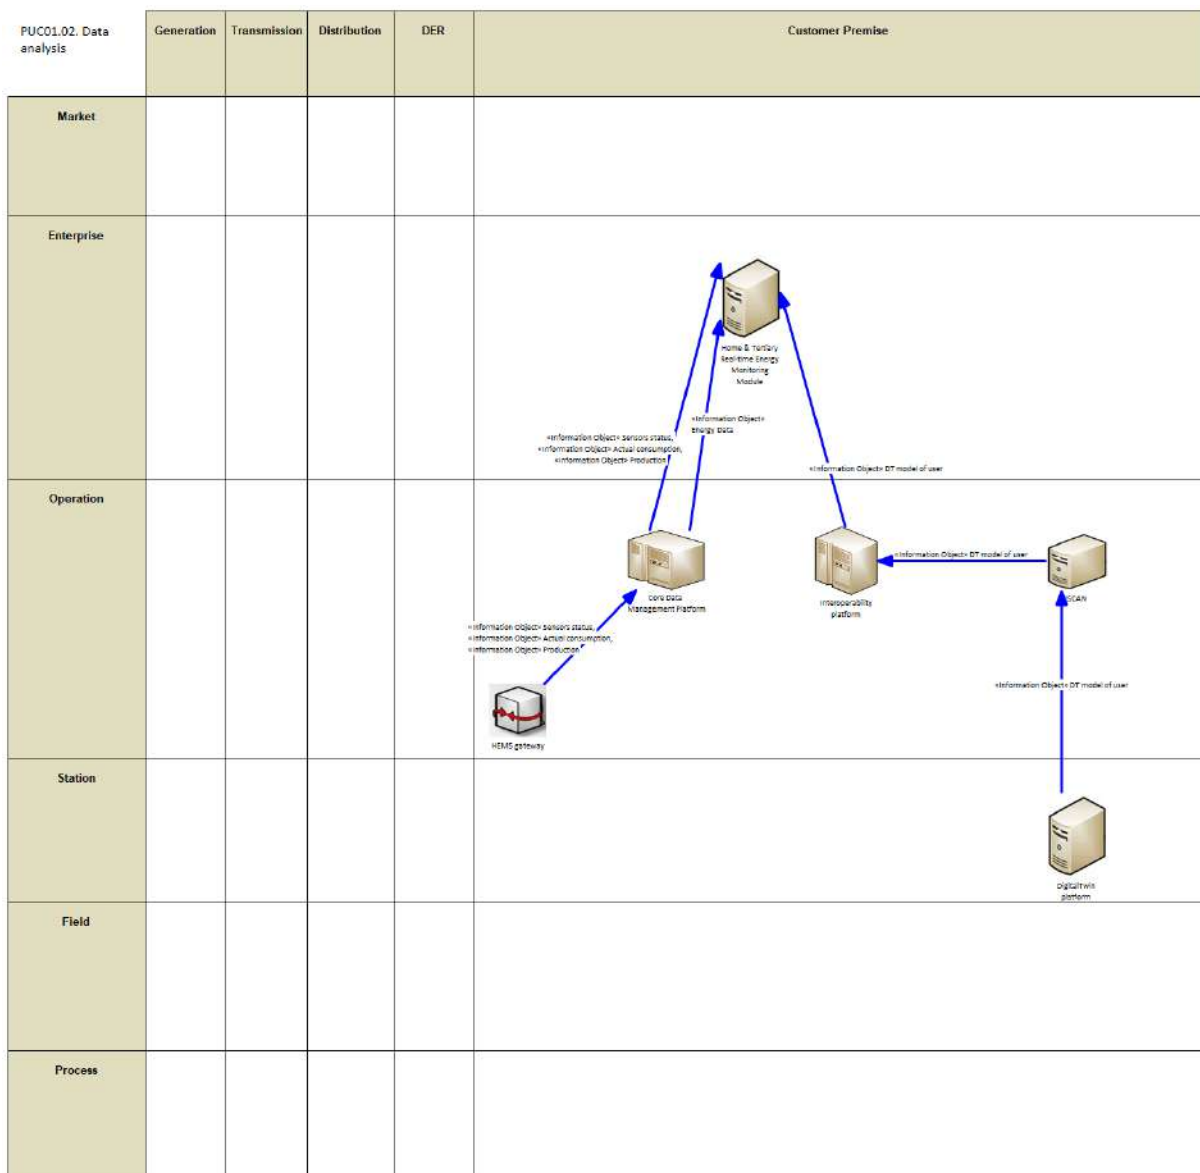 PUC01.02. Data
analysis
Generation
Transmission
Distribution
DER
Customer Premise
Market
Enterprise
Home & Tertiary
Real-time Energy
Monitoring
Module
«Information Object»
Energy Data
«Information Object» Sensors status,
«Information Object» Actual consumption,
«Information Object» Production
«Information Object» DT model of user
Operation
Core Data
Management Platform
Interoperability
platform
«Information Object» DT model of user
«Information Object» Sensors status,
«Information Object» Actual consumption,
«Information Object» Production
«Information Object» DT model of user
HEMS gateway
Station
DigitalTwin
platform
Field
Process